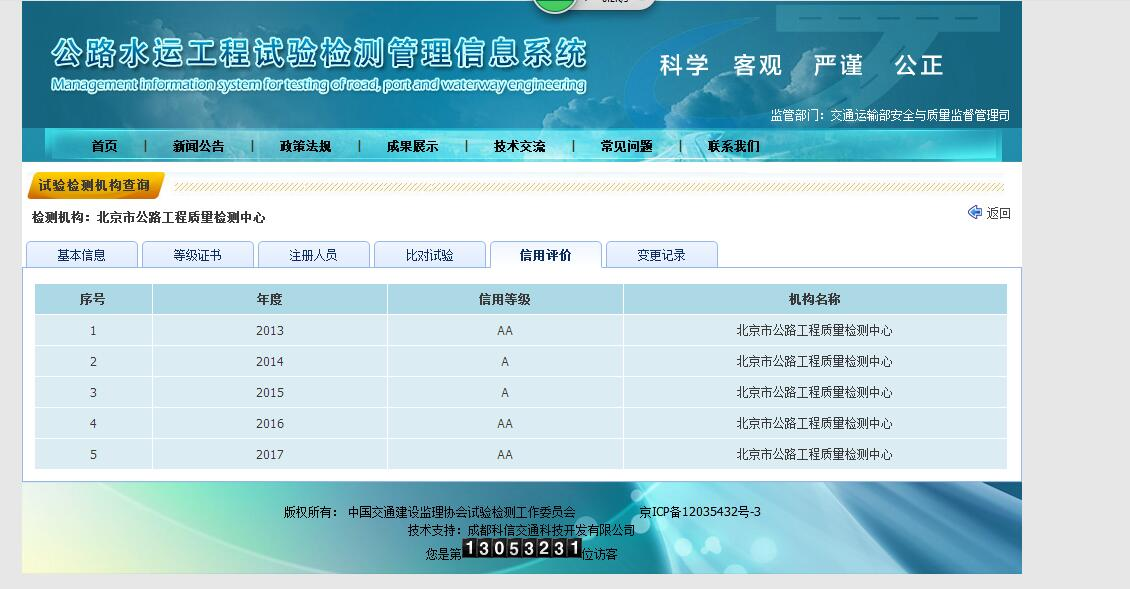 公路水运工程试验检测管理信息系统
Management information system for testing of road, port and waterway engineering
科学 客观 严谨 公正
监管部门：交通运输部安全与质量监督管理司
首页 | 新闻公告 | 政策法规 | 成果展示 | 技术交流 | 常见问题 | 联系我们
试验检测机构查询
检测机构：北京市公路工程质量检测中心 返回
基本信息 等级证书 注册人员 比对试验 信用评价 变更记录
序号 年度 信用等级 机构名称
1 2013 AA 北京市公路工程质量检测中心
2 2014 A 北京市公路工程质量检测中心
3 2015 A 北京市公路工程质量检测中心
4 2016 AA 北京市公路工程质量检测中心
5 2017 AA 北京市公路工程质量检测中心
版权所有： 中国交通建设监理协会试验检测工作委员会 京ICP备12035432号-3
技术支持：成都科信交通科技开发有限公司
您是第13053231位访客